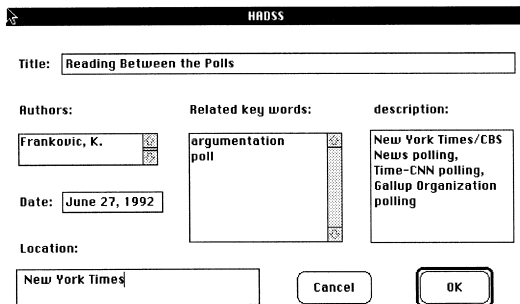 HADSS
Title: Reading Between the Polls
Authors:
Frankovic, K.
Date: June 27, 1992
Related key words:
argumentation
poll
description:
New York Times/CBS
News polling,
Time-CNN polling,
Gallup Organization
polling
Location:
New York Times
Cancel
OK